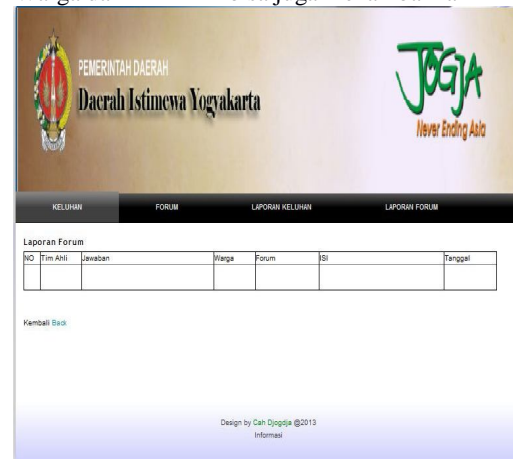 PEMERINTAH DAERAH
Daerah Istimewa Yogyakarta
JOGJA
Never Ending Asia
KELUHAN FORUM LAPORAN KELUHAN LAPORAN FORUM
Laporan Forum
NO Tim Ahli Jawaban Warga Forum ISI Tanggal
Kembali Back
Design by Cah Djogdja @2013
Informasi